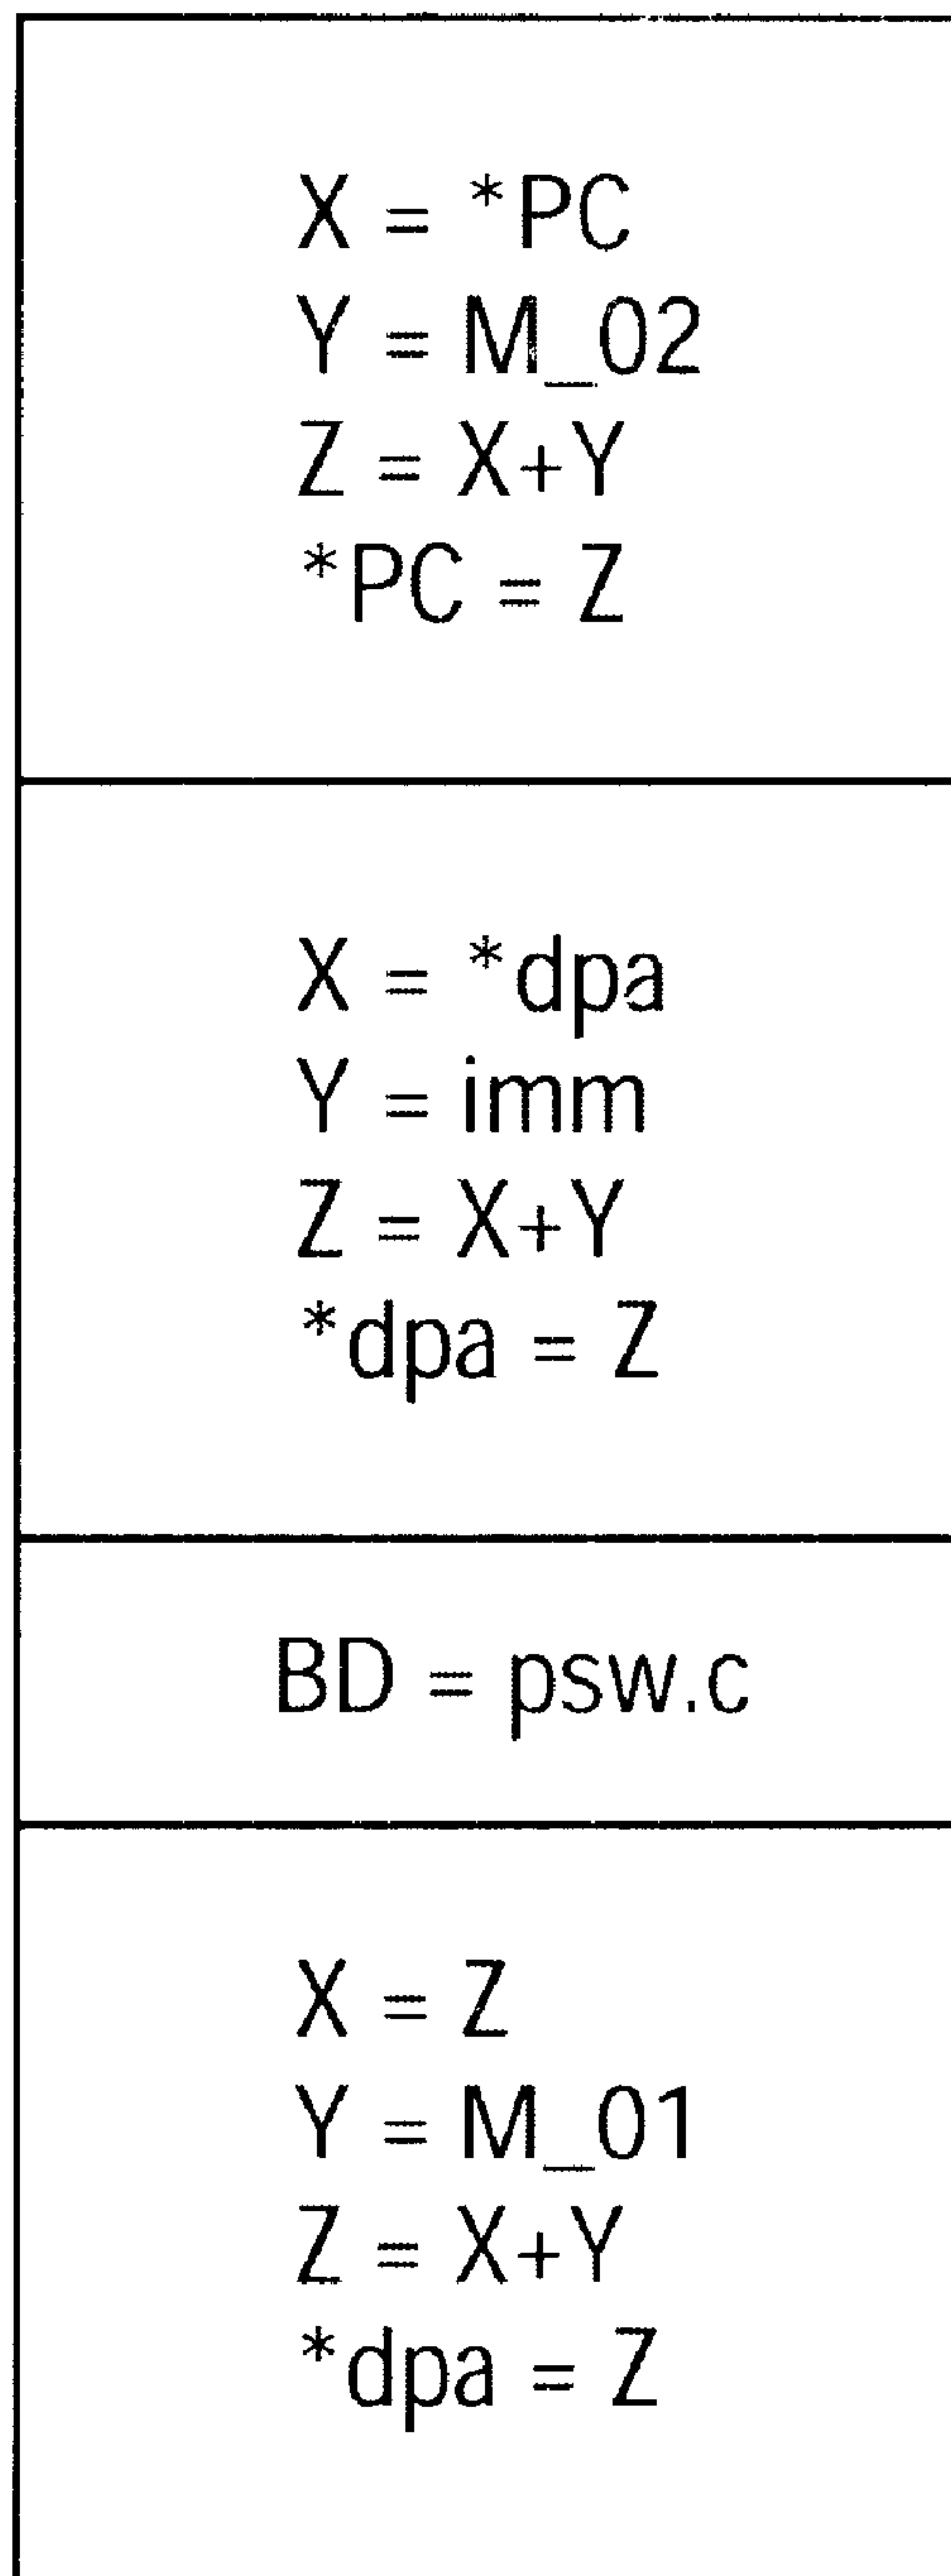 X = *PC
Y = M_02
Z = X+Y
*PC = Z
X = *dpa
Y = imm
Z = X+Y
*dpa = Z
BD = psw.c
X = Z
Y = M_01
Z = X+Y
*dpa = Z